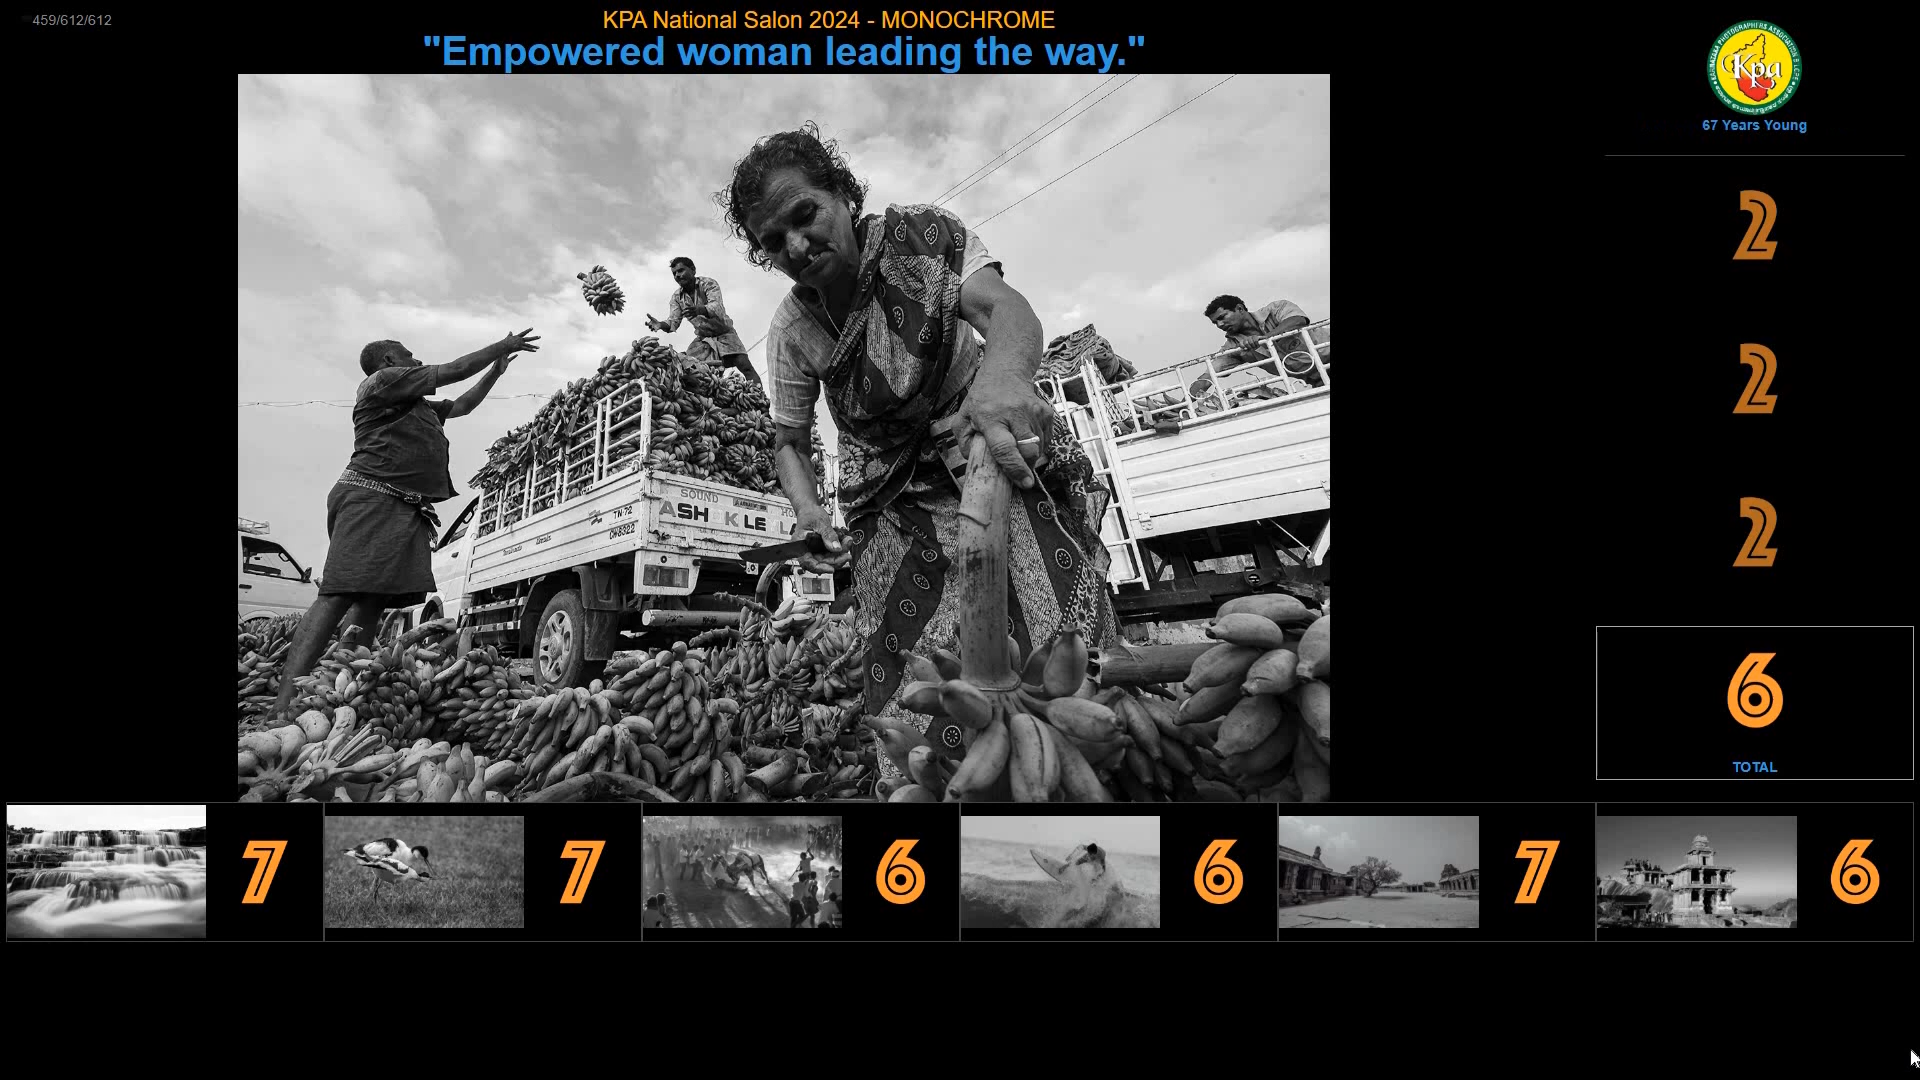 459/612/612
KPA National Salon 2024 - MONOCHROME
"Empowered woman leading the way."
Kpa
67 Years Young
2
2
2
6
TOTAL
SOUND
TN-72
7
7
6
6
7
6